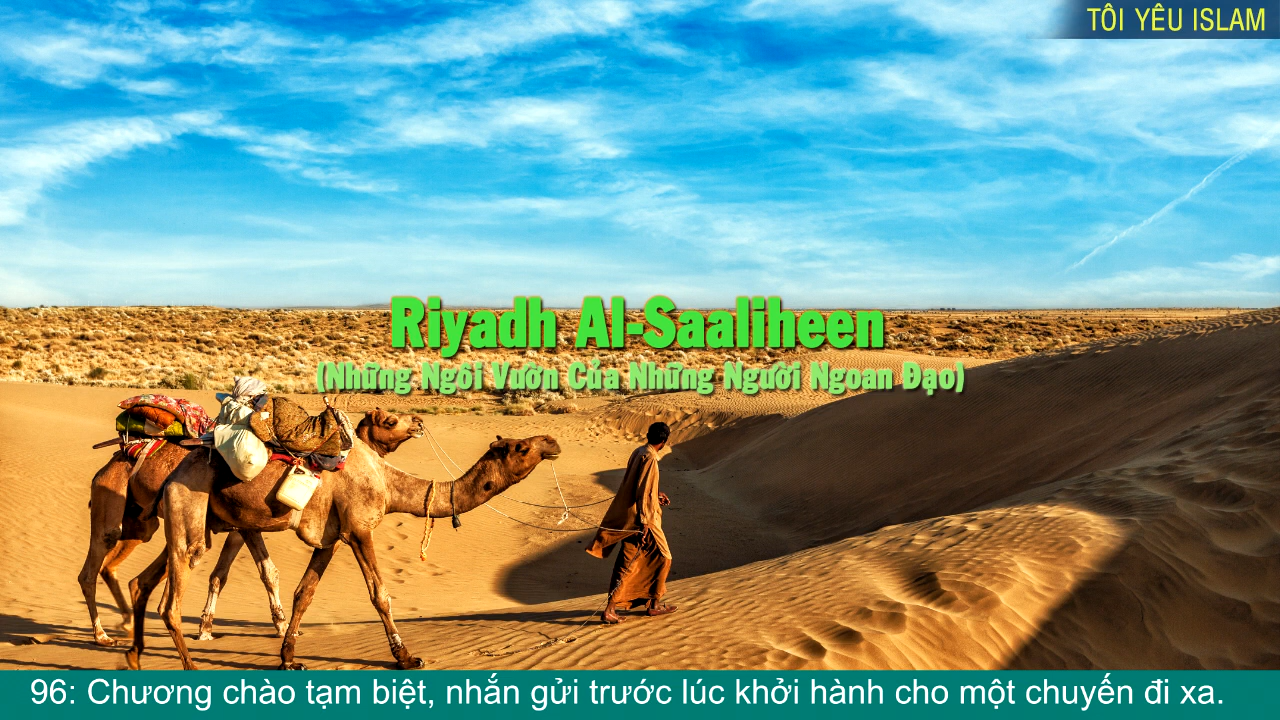 TÔI YÊU ISLAM
Riyadh Al-Saaliheen
(Những Ngôi Vườn Của Những Người Ngoan Đạo)
96: Chương chào tạm biệt, nhắn gửi trước lúc khởi hành cho một chuyến đi xa.